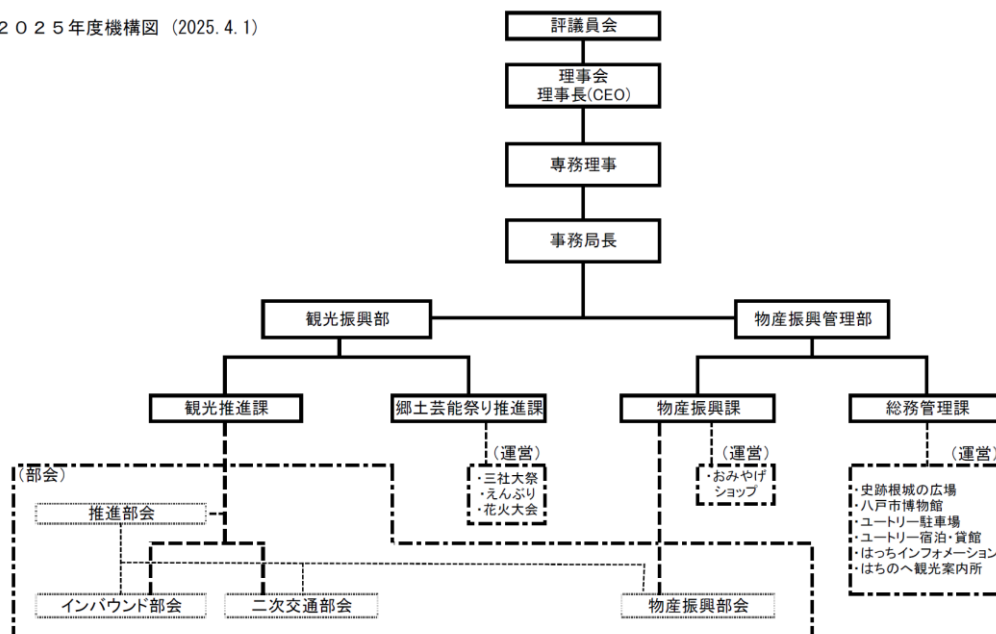 ２０２５年度機構図 (2025.4.1)
評議員会
理事会
理事長(CEO)
専務理事
事務局長
観光振興部
物産振興管理部
観光推進課
郷土芸能祭り推進課
物産振興課
総務管理課
(運営)
・三社大祭
・えんぶり
・花火大会
(運営)
・おみやげ
ショップ
(運営)
・史跡根城の広場
・八戸市博物館
・ユートリー駐車場
・ユートリー宿泊・貸館
・はっちインフォメーション
・はちのへ観光案内所
(部会)
推進部会
インバウンド部会
二次交通部会
物産振興部会